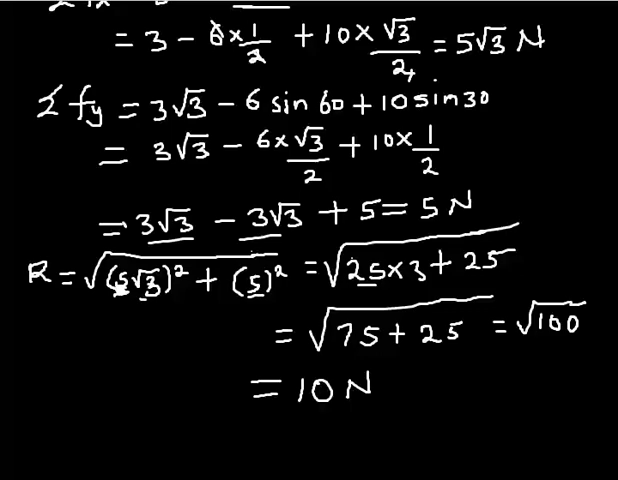 = 3 - 6×1/2 + 10×√3/2 = 5√3 N
Σfy = 3√3 - 6 sin 60 + 10 sin 30
= 3√3 - 6×√3/2 + 10×1/2
= 3√3 - 3√3 + 5 = 5 N
R = √(5√3)² + (5)² = √25×3 + 25
= √75 + 25 = √100
= 10 N